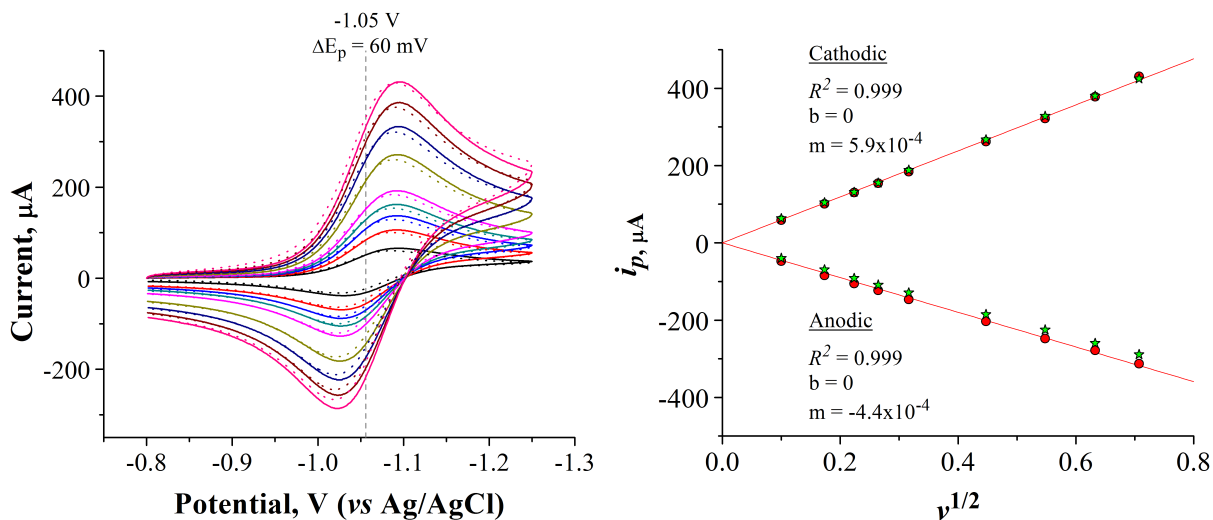 -1.05 V
ΔEp = 60 mV
400
200
0
-200
Current, μA
-0.8 -0.9 -1.0 -1.1 -1.2 -1.3
Potential, V (vs Ag/AgCl)
Cathodic
R² = 0.999
b = 0
m = 5.9x10⁻⁴
400
200
0
-200
-400
ip, μA
Anodic
R² = 0.999
b = 0
m = -4.4x10⁻⁴
0.0 0.2 0.4 0.6 0.8
ν1/2